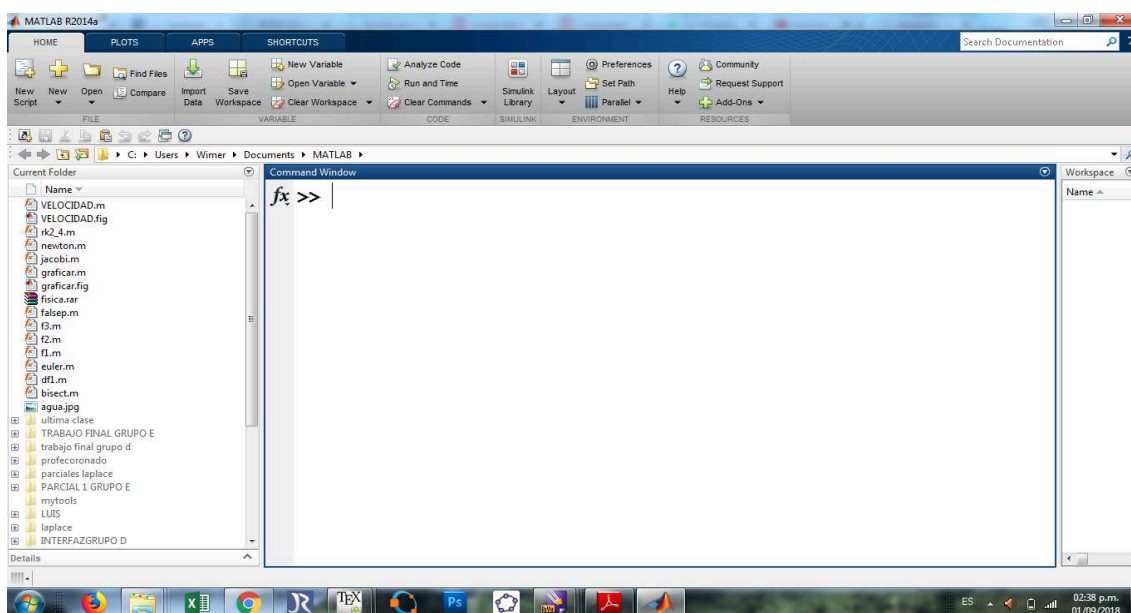 MATLAB R2014a
HOME PLOTS APPS SHORTCUTS Search Documentation
New Script
New
Open
Find Files
Compare
Import Data
Save Workspace
New Variable
Open Variable
Clear Workspace
Analyze Code
Run and Time
Clear Commands
Simulink Library
Layout
Preferences
Set Path
Parallel
Help
Community
Request Support
Add-Ons
FILE VARIABLE CODE SIMULINK ENVIRONMENT RESOURCES
C: Users Wimer Documents MATLAB
Current Folder
Name
VELOCIDAD.m
VELOCIDAD.fig
rk2_4.m
newton.m
jacobi.m
graficar.m
graficar.fig
fisica.rar
falsep.m
f3.m
f2.m
f1.m
euler.m
df1.m
bisect.m
agua.jpg
ultima clase
TRABAJO FINAL GRUPO E
trabajo final grupo d
profecoronado
parciales laplace
PARCIAL 1 GRUPO E
mytools
LUIS
laplace
INTERFAZGRUPO D
Details
Command Window
fx >>
Workspace
Name
TEX
Ps
ES
02:38 p.m.
01/09/2018